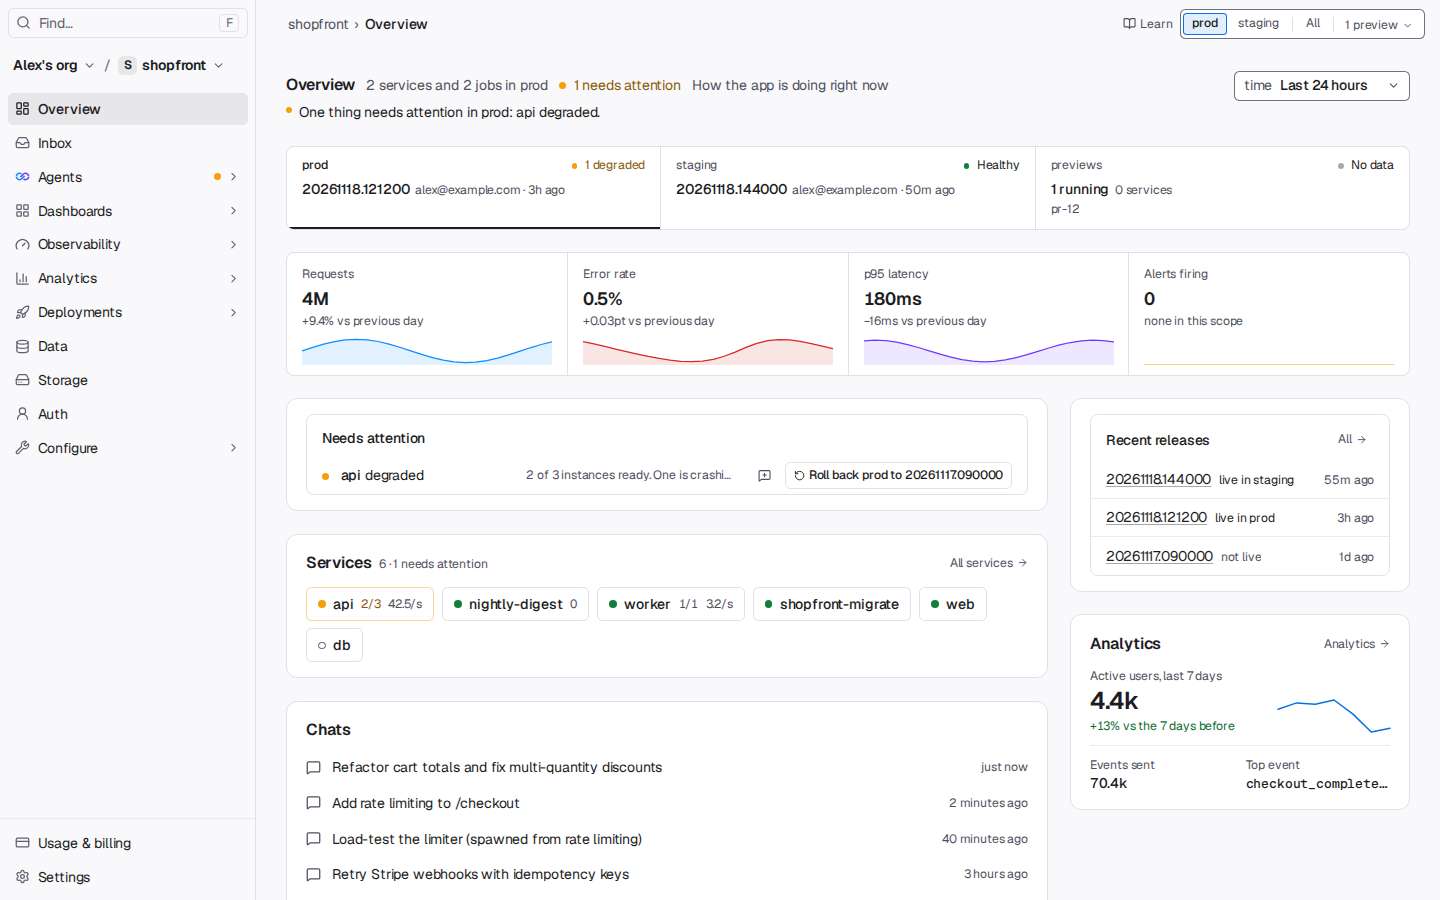 Find... F
Alex's org / S shopfront
Overview
Inbox
Agents
Dashboards
Observability
Analytics
Deployments
Data
Storage
Auth
Configure
Usage & billing
Settings
shopfront › Overview
Learn prod staging All 1 preview
Overview 2 services and 2 jobs in prod 1 needs attention How the app is doing right now
time Last 24 hours
One thing needs attention in prod: api degraded.
prod 1 degraded
20261118.121200 alex@example.com · 3h ago
staging Healthy
20261118.144000 alex@example.com · 50m ago
previews No data
1 running 0 services
pr-12
Requests
4M
+9.4% vs previous day
Error rate
0.5%
+0.03pt vs previous day
p95 latency
180ms
−16ms vs previous day
Alerts firing
0
none in this scope
Needs attention
api degraded 2 of 3 instances ready. One is crashi... Roll back prod to 20261117.090000
Services 6 · 1 needs attention All services →
api 2/3 42.5/s nightly-digest 0 worker 1/1 3.2/s shopfront-migrate web
db
Chats
Refactor cart totals and fix multi-quantity discounts just now
Add rate limiting to /checkout 2 minutes ago
Load-test the limiter (spawned from rate limiting) 40 minutes ago
Retry Stripe webhooks with idempotency keys 3 hours ago
Recent releases All →
20261118.144000 live in staging 55m ago
20261118.121200 live in prod 3h ago
20261117.090000 not live 1d ago
Analytics Analytics →
Active users, last 7 days
4.4k
+13% vs the 7 days before
Events sent Top event
70.4k checkout_complete...